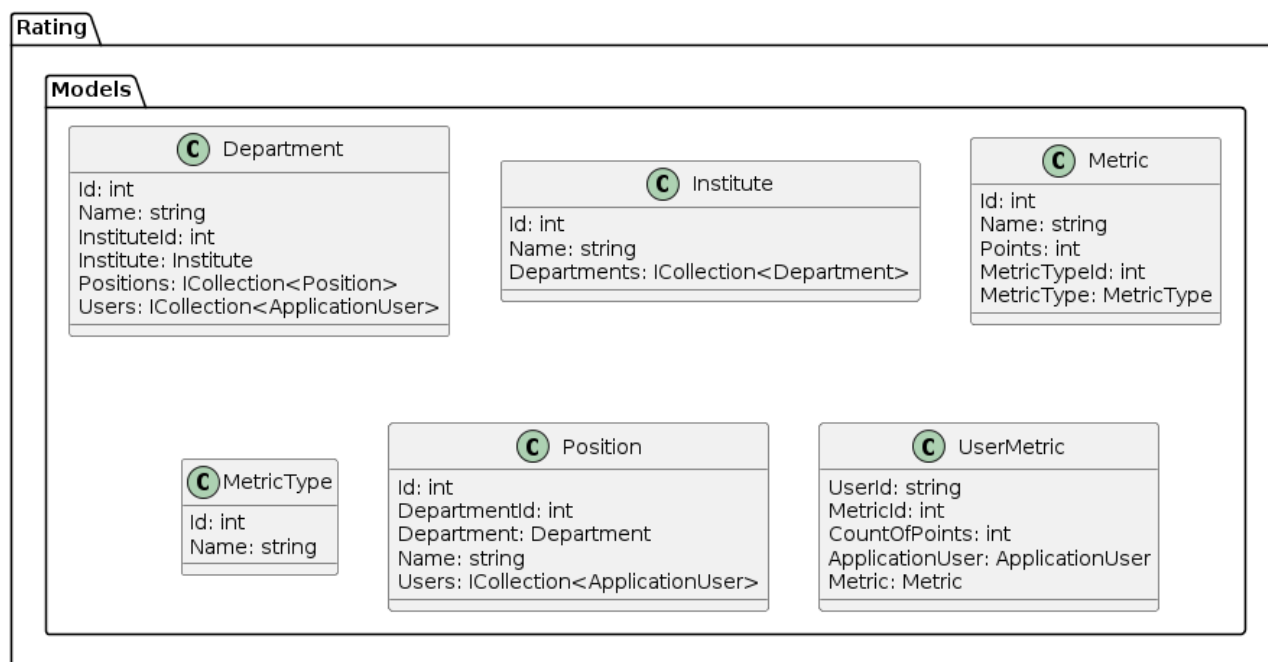 Rating
Models
C Department
Id: int
Name: string
InstituteId: int
Institute: Institute
Positions: ICollection<Position>
Users: ICollection<ApplicationUser>
C Institute
Id: int
Name: string
Departments: ICollection<Department>
C Metric
Id: int
Name: string
Points: int
MetricTypeId: int
MetricType: MetricType
C MetricType
Id: int
Name: string
C Position
Id: int
DepartmentId: int
Department: Department
Name: string
Users: ICollection<ApplicationUser>
C UserMetric
UserId: string
MetricId: int
CountOfPoints: int
ApplicationUser: ApplicationUser
Metric: Metric